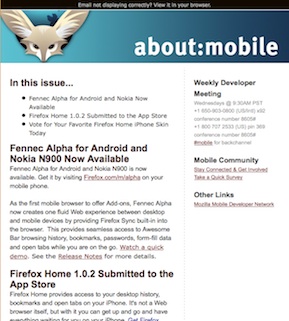 Email not displaying correctly? View it in your browser.
about:mobile
In this issue...
Fennec Alpha for Android and Nokia Now
Available
Firefox Home 1.0.2 Submitted to the App Store
Vote for Your Favorite Firefox Home iPhone Skin
Today
Fennec Alpha for Android and
Nokia N900 Now Available
Fennec Alpha for Android and Nokia N900 is now
available. Get it by visiting Firefox.com/m/alpha on your
mobile phone.
As the first mobile browser to offer Add-ons, Fennec Alpha
now creates one fluid Web experience between desktop
and mobile devices by providing Firefox Sync built-in into
the browser. This provides seamless access to Awesome
Bar browsing history, bookmarks, passwords, form-fill data
and open tabs while you are on the go. Watch a quick
demo. See the Release Notes for more details.
Firefox Home 1.0.2 Submitted to the
App Store
Firefox Home provides access to your desktop history,
bookmarks and open tabs on your iPhone. It's not a Web
browser itself, but with it you can get up and go and have
everything waiting for you on your iPhone. Get Firefox
Weekly Developer
Meeting
Wednesdays @ 9:30AM PST
+1 650 903 0800 (US/INT) x92
conference number 8605#
+1 800 707 2533 (US) pin 369
conference number 8605#
#mobile for backchannel
Mobile Community
Stay Connected & Get Involved
Take a Quick Survey
Other Links
Mozilla Mobile Developer Network